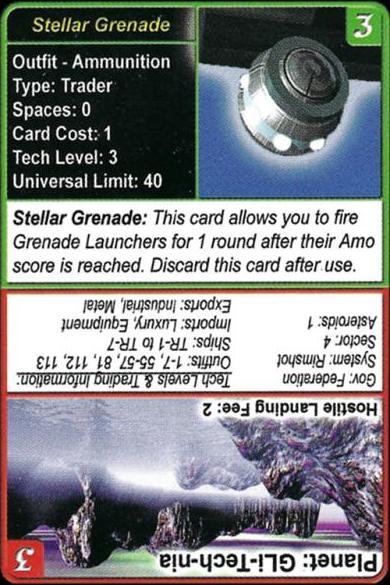 Stellar Grenade
3
Outfit - Ammunition
Type: Trader
Spaces: 0
Card Cost: 1
Tech Level: 3
Universal Limit: 40
Stellar Grenade: This card allows you to fire
Grenade Launchers for 1 round after their Amo
score is reached. Discard this card after use.
Planet: GLi-Tech-nia
£
Hostile Landing Fee: 2
Gov: Federation
System: Rimshot
Sector: 4
Asteroids: 1
Tech Levels & Trading Information:
Outfits: 1-7, 55-57, 81, 112, 113
Ships: TR-1 to TR-7
Imports: Luxury, Equipment
Exports: Industrial, Metal